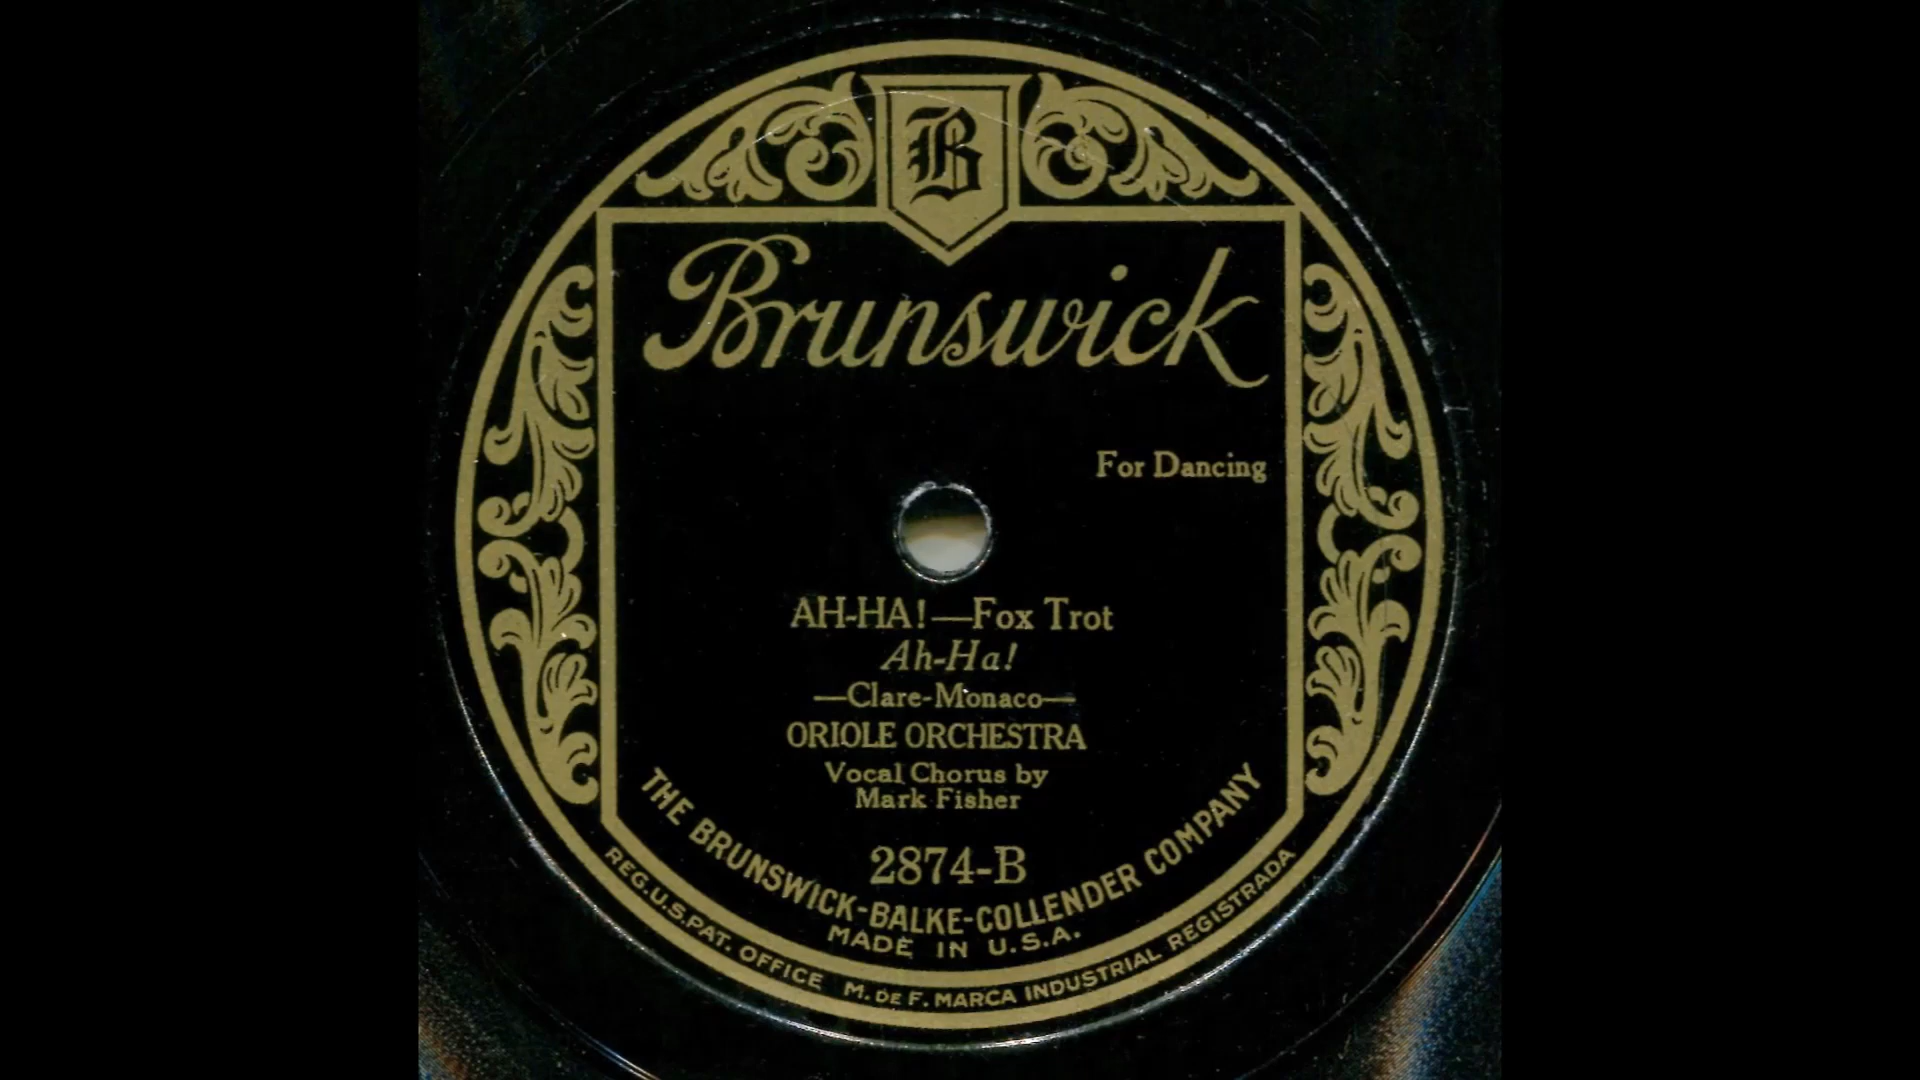 B
Brunswick
For Dancing
AH-HA!—Fox Trot
Ah-Ha!
—Clare-Monaco—
ORIOLE ORCHESTRA
Vocal Chorus by
Mark Fisher
2874-B
THE BRUNSWICK-BALKE-COLLENDER COMPANY
MADE IN U.S.A.
REG.U.S.PAT. OFFICE M. DE F. MARCA INDUSTRIAL REGISTRADA